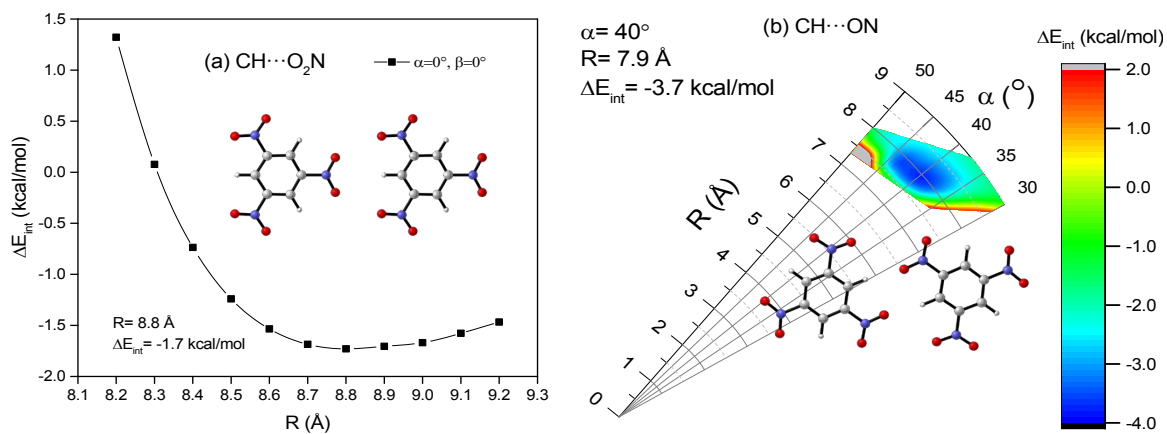 (a) CH···O₂N
α=0°, β=0°
1.5
1.0
0.5
0.0
-0.5
-1.0
-1.5
-2.0
ΔE_int (kcal/mol)
R= 8.8 Å
ΔE_int= -1.7 kcal/mol
8.1 8.2 8.3 8.4 8.5 8.6 8.7 8.8 8.9 9.0 9.1 9.2 9.3
R (Å)
(b) CH···ON
α= 40°
R= 7.9 Å
ΔE_int= -3.7 kcal/mol
9
8
7
6
5
4
3
2
1
0
R (Å)
50
45
40
35
30
α (°)
ΔE_int (kcal/mol)
2.0
1.0
0.0
-1.0
-2.0
-3.0
-4.0